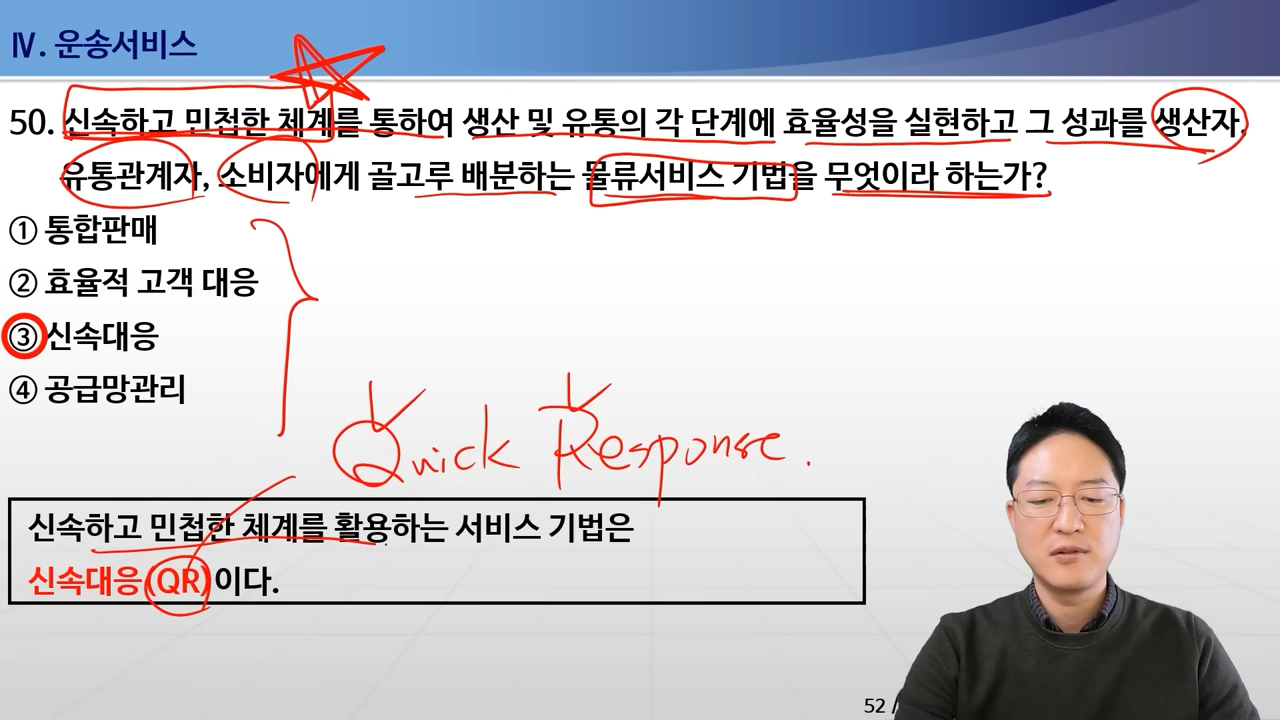 Ⅳ. 운송서비스
50. 신속하고 민첩한 체계를 통하여 생산 및 유통의 각 단계에 효율성을 실현하고 그 성과를 생산자,
유통관계자, 소비자에게 골고루 배분하는 물류서비스 기법을 무엇이라 하는가?
① 통합판매
② 효율적 고객 대응
③ 신속대응
④ 공급망관리
Quick Response.
신속하고 민첩한 체계를 활용하는 서비스 기법은
신속대응(QR)이다.
52 /